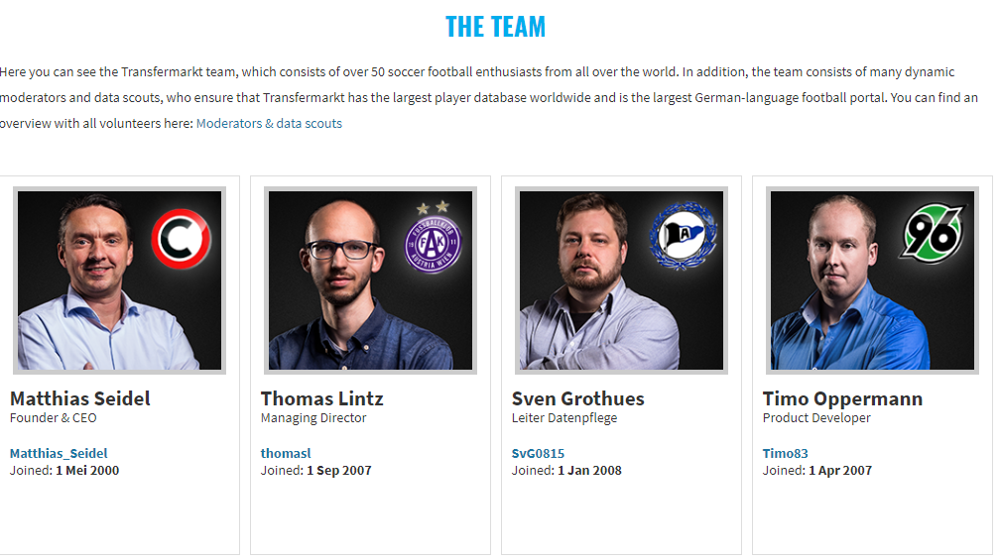 THE TEAM
Here you can see the Transfermarkt team, which consists of over 50 soccer football enthusiasts from all over the world. In addition, the team consists of many dynamic
moderators and data scouts, who ensure that Transfermarkt has the largest player database worldwide and is the largest German-language football portal. You can find an
overview with all volunteers here: Moderators & data scouts
C
FUSSBALLKLUB
FAK
AUSTRIA WIEN
A
96
Matthias Seidel
Founder & CEO
Matthias_Seidel
Joined: 1 Mei 2000
Thomas Lintz
Managing Director
thomasl
Joined: 1 Sep 2007
Sven Grothues
Leiter Datenpflege
SvG0815
Joined: 1 Jan 2008
Timo Oppermann
Product Developer
Timo83
Joined: 1 Apr 2007